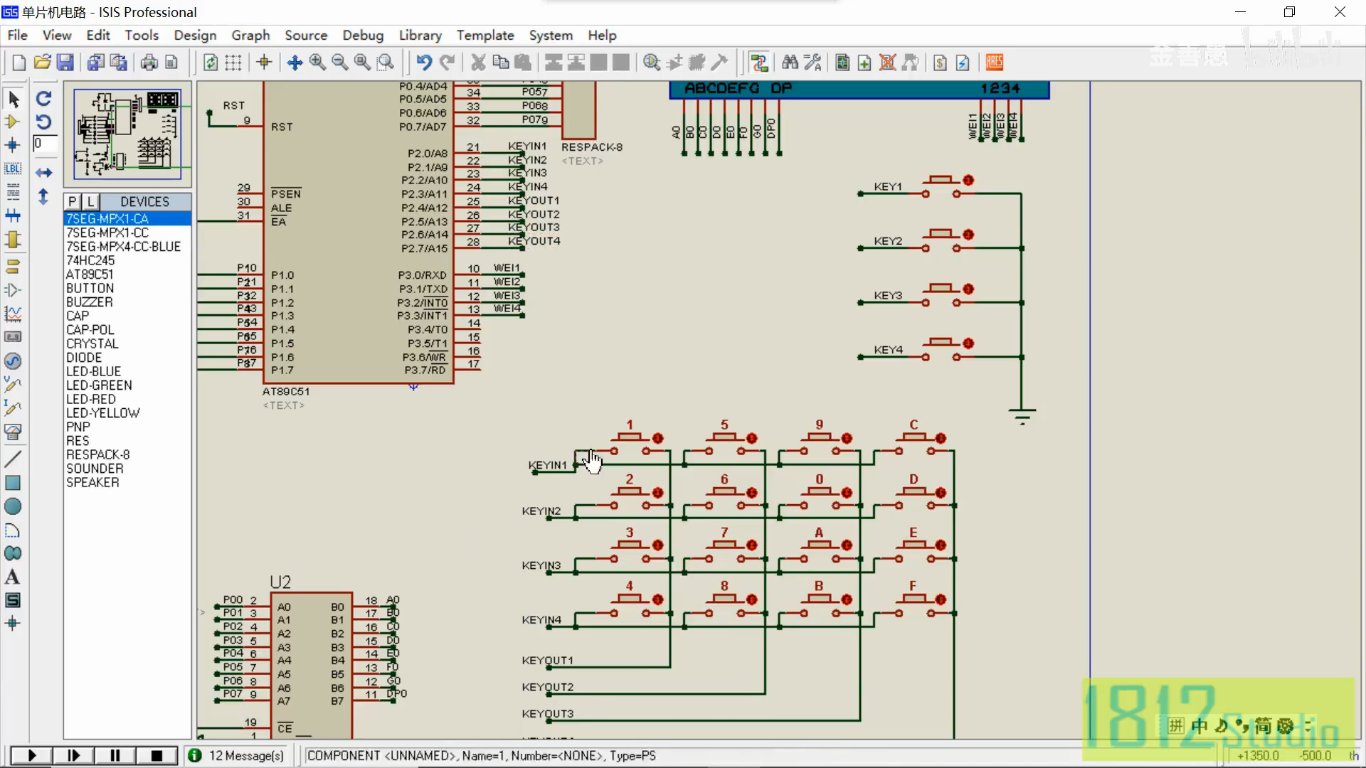 单片机电路 - ISIS Professional
金善愚
File View Edit Tools Design Graph Source Debug Library Template System Help
P L DEVICES
7SEG-MPX1-CA
7SEG-MPX1-CC
7SEG-MPX4-CC-BLUE
74HC245
AT89C51
BUTTON
BUZZER
CAP
CAP-POL
CRYSTAL
DIODE
LED-BLUE
LED-GREEN
LED-RED
LED-YELLOW
PNP
RES
RESPACK-8
SOUNDER
SPEAKER
0
RST
9 RST
29 PSEN
30 ALE
31 EA
P10 1 P1.0
P1.1
P1.2
P1.3
P1.4
P1.5
P1.6
P1.7
P0.4/AD4
P0.5/AD5 34 P057
P0.6/AD6 33 P068
P0.7/AD7 32 P079
P2.0/A8 21 KEYIN1
P2.1/A9 22 KEYIN2
P2.2/A10 23 KEYIN3
P2.3/A11 24 KEYIN4
P2.4/A12 25 KEYOUT1
P2.5/A13 26 KEYOUT2
P2.6/A14 27 KEYOUT3
P2.7/A15 28 KEYOUT4
P3.0/RXD 10 WEI1
P3.1/TXD 11 WEI2
P3.2/INT0 12 WEI3
P3.3/INT1 13 WEI4
P3.4/T0 14
P3.5/T1 15
P3.6/WR 16
P3.7/RD 17
AT89C51
<TEXT>
RESPACK-8
<TEXT>
ABCDEFG DP 1234
A0 B0 C0 D0 E0 F0 G0 DP0
WEI1 WEI2 WEI3 WEI4
KEY1
KEY2
KEY3
KEY4
1 5 9 C
KEYIN1
2 6 0 D
KEYIN2
3 7 A E
KEYIN3
4 8 B F
KEYIN4
KEYOUT1
KEYOUT2
KEYOUT3
U2
P00 2 A0 B0 18 A0
P01 3 A1 B1 17 B0
P02 4 A2 B2 16 C0
P03 5 A3 B3 15 D0
P04 6 A4 B4 14 E0
P05 7 A5 B5 13 F0
P06 8 A6 B6 12 G0
P07 9 A7 B7 11 DP0
19 CE
1
1812 Studio
拼 中 简
12 Message(s) COMPONENT <UNNAMED>, Name=1, Number=<NONE>, Type=PS +1350.0 -500.0 th